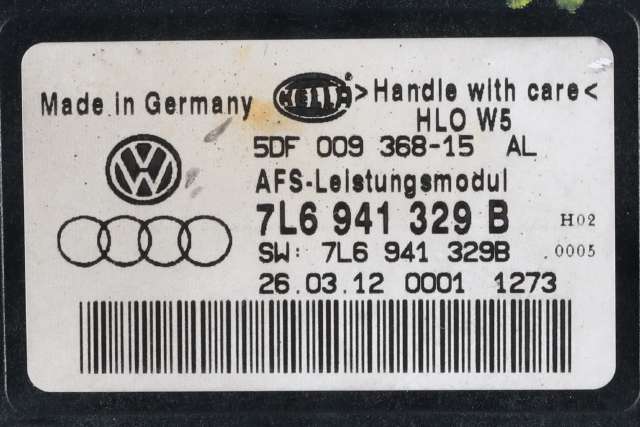 Made in Germany HELLA ® >Handle with care<
HLO W5
5DF 009 368-15 AL
AFS-Leistungsmodul
7L6 941 329 B H02
SW: 7L6 941 329B .0005
26.03.12 0001 1273